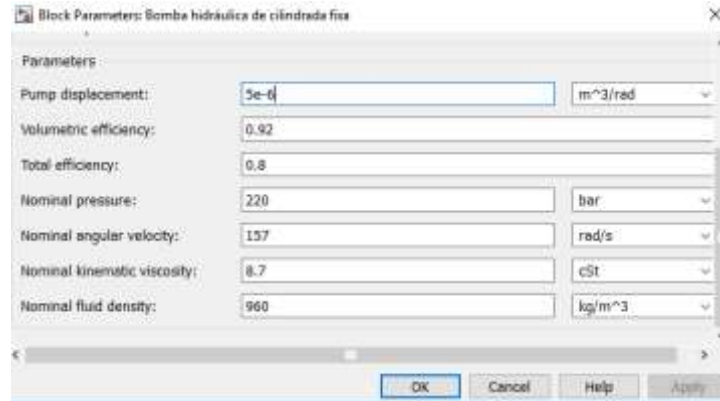 Block Parameters: Bomba hidráulica de cilindrada fisa
Parameters
Pump displacement: 5e-6 m^3/rad
Volumetric efficiency: 0.92
Total efficiency: 0.8
Nominal pressure: 220 bar
Nominal angular velocity: 157 rad/s
Nominal kinematic viscosity: 8.7 cSt
Nominal fluid density: 960 kg/m^3
OK Cancel Help Apply